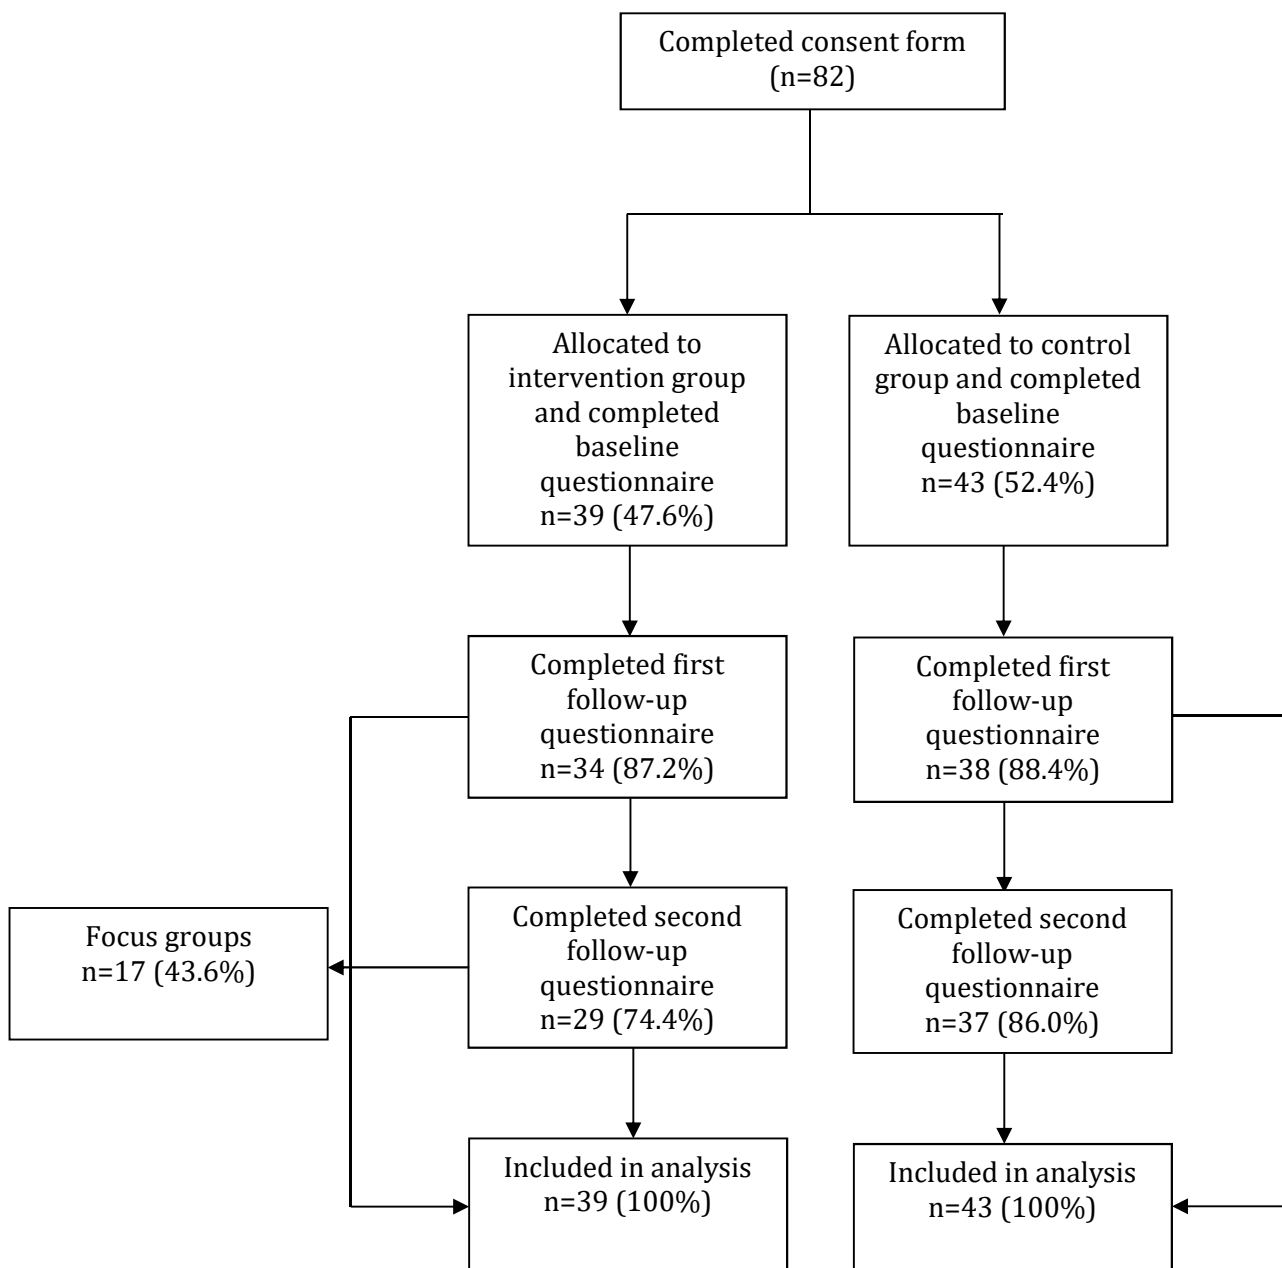 Completed consent form
(n=82)
Allocated to
intervention group
and completed
baseline
questionnaire
n=39 (47.6%)
Allocated to control
group and completed
baseline
questionnaire
n=43 (52.4%)
Completed first
follow-up
questionnaire
n=34 (87.2%)
Completed first
follow-up
questionnaire
n=38 (88.4%)
Focus groups
n=17 (43.6%)
Completed second
follow-up
questionnaire
n=29 (74.4%)
Completed second
follow-up
questionnaire
n=37 (86.0%)
Included in analysis
n=39 (100%)
Included in analysis
n=43 (100%)